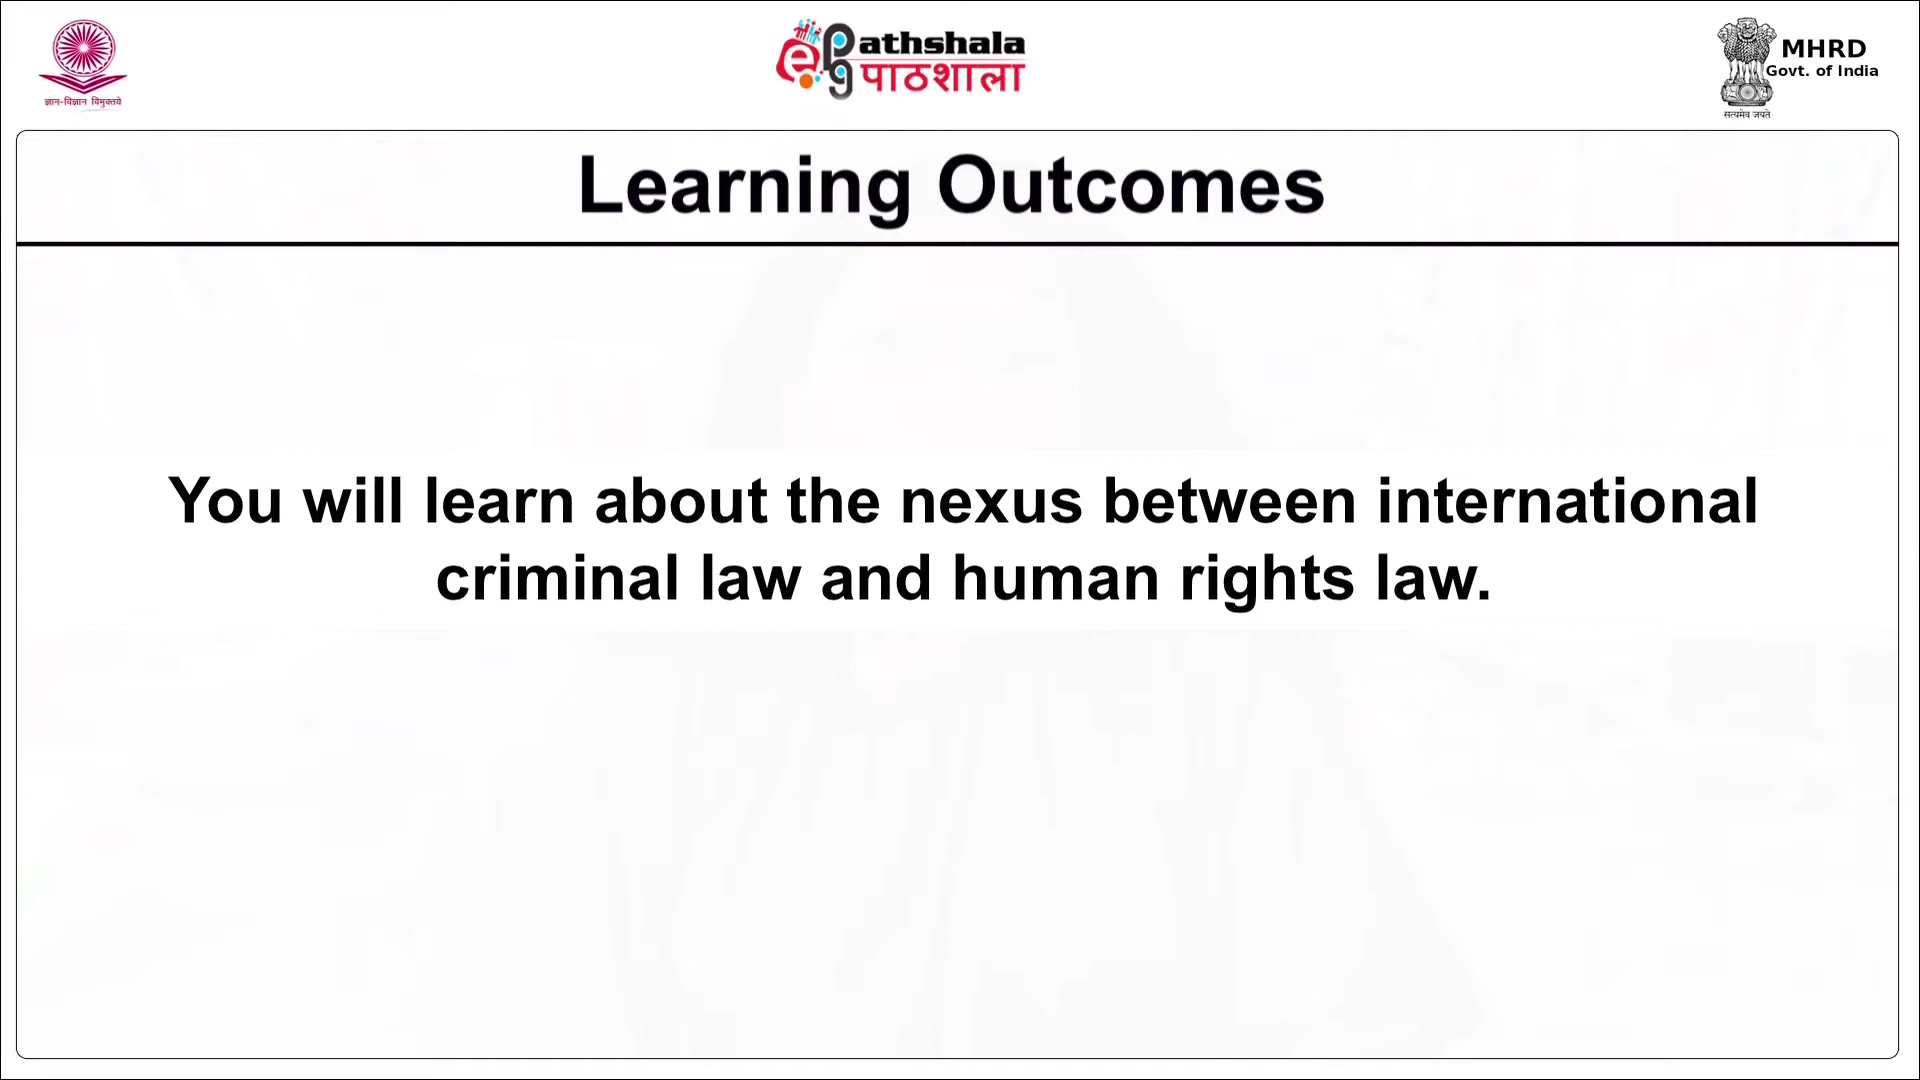 ज्ञान-विज्ञान विमुक्तये
e
PG
athshala
पाठशाला
MHRD
Govt. of India
सत्यमेव जयते
Learning Outcomes
You will learn about the nexus between international
criminal law and human rights law.